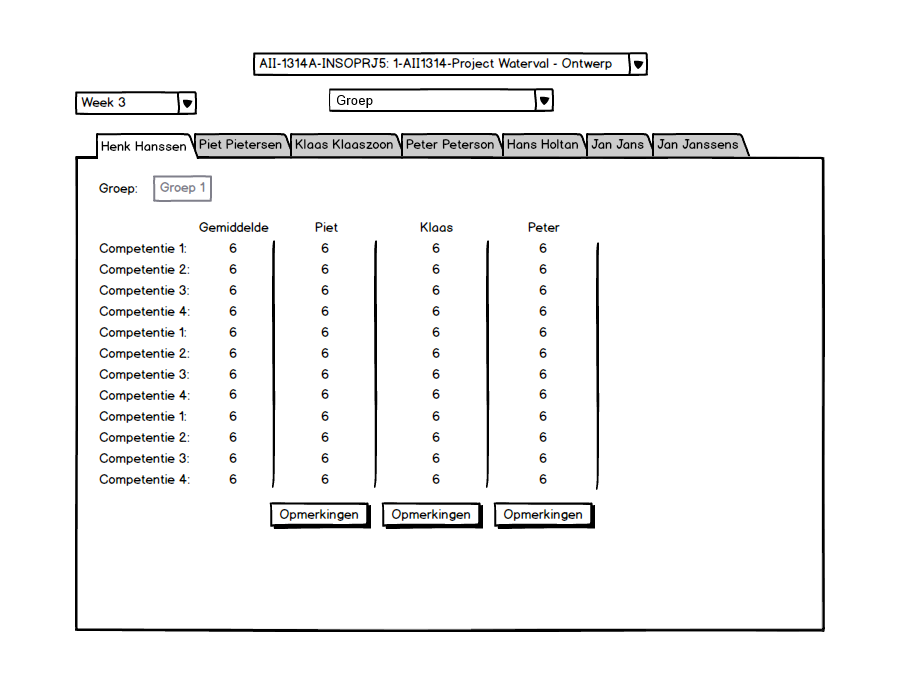 AII-1314A-INSOPRJ5: 1-AII1314-Project Waterval - Ontwerp
Week 3 Groep
Henk Hanssen Piet Pietersen Klaas Klaaszoon Peter Peterson Hans Holtan Jan Jans Jan Janssens
Groep: Groep 1
Gemiddelde Piet Klaas Peter
Competentie 1: 6 6 6 6
Competentie 2: 6 6 6 6
Competentie 3: 6 6 6 6
Competentie 4: 6 6 6 6
Competentie 1: 6 6 6 6
Competentie 2: 6 6 6 6
Competentie 3: 6 6 6 6
Competentie 4: 6 6 6 6
Competentie 1: 6 6 6 6
Competentie 2: 6 6 6 6
Competentie 3: 6 6 6 6
Competentie 4: 6 6 6 6
Opmerkingen Opmerkingen Opmerkingen